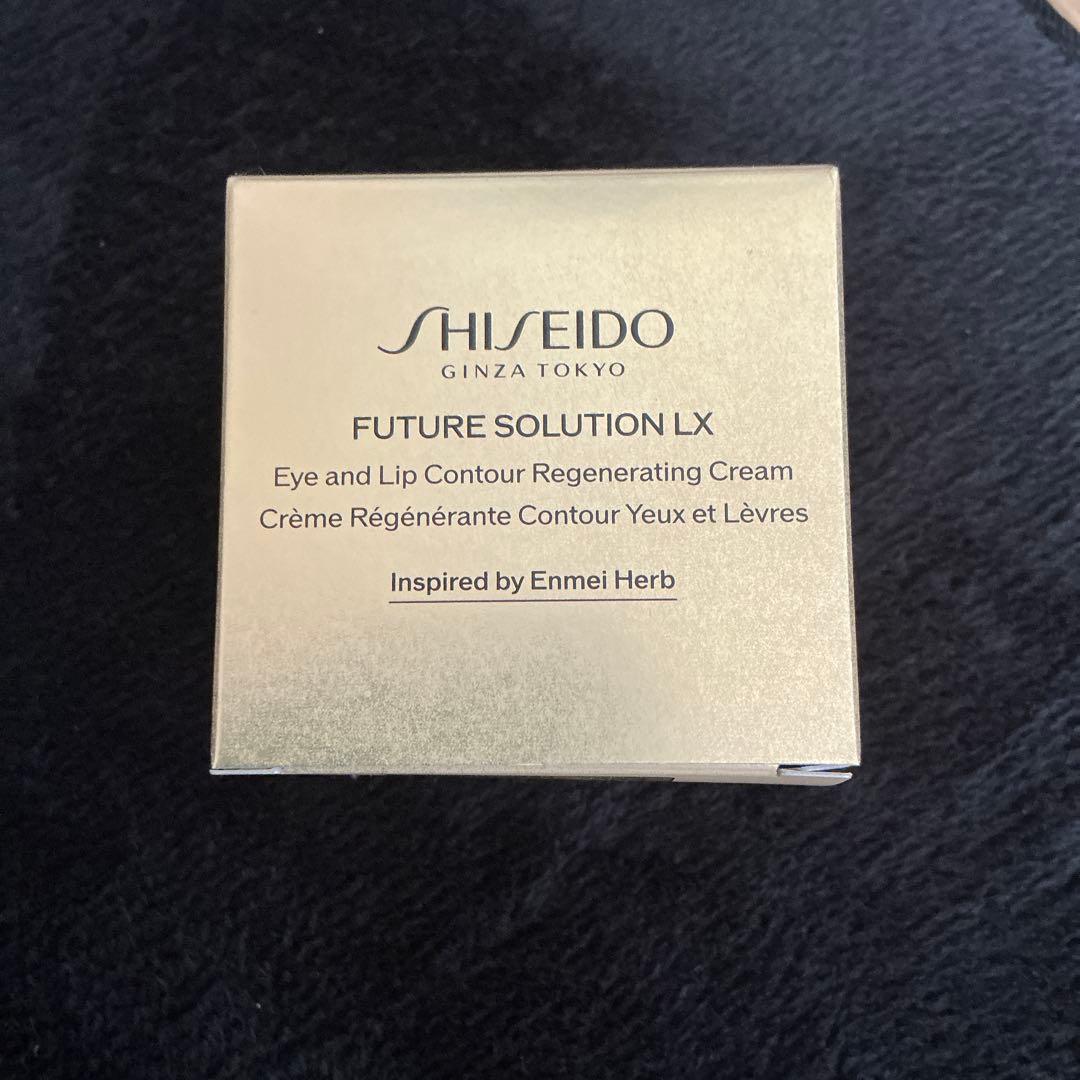 SHISEIDO
GINZA TOKYO
FUTURE SOLUTION LX
Eye and Lip Contour Regenerating Cream
Crème Régénérante Contour Yeux et Lèvres
Inspired by Enmei Herb